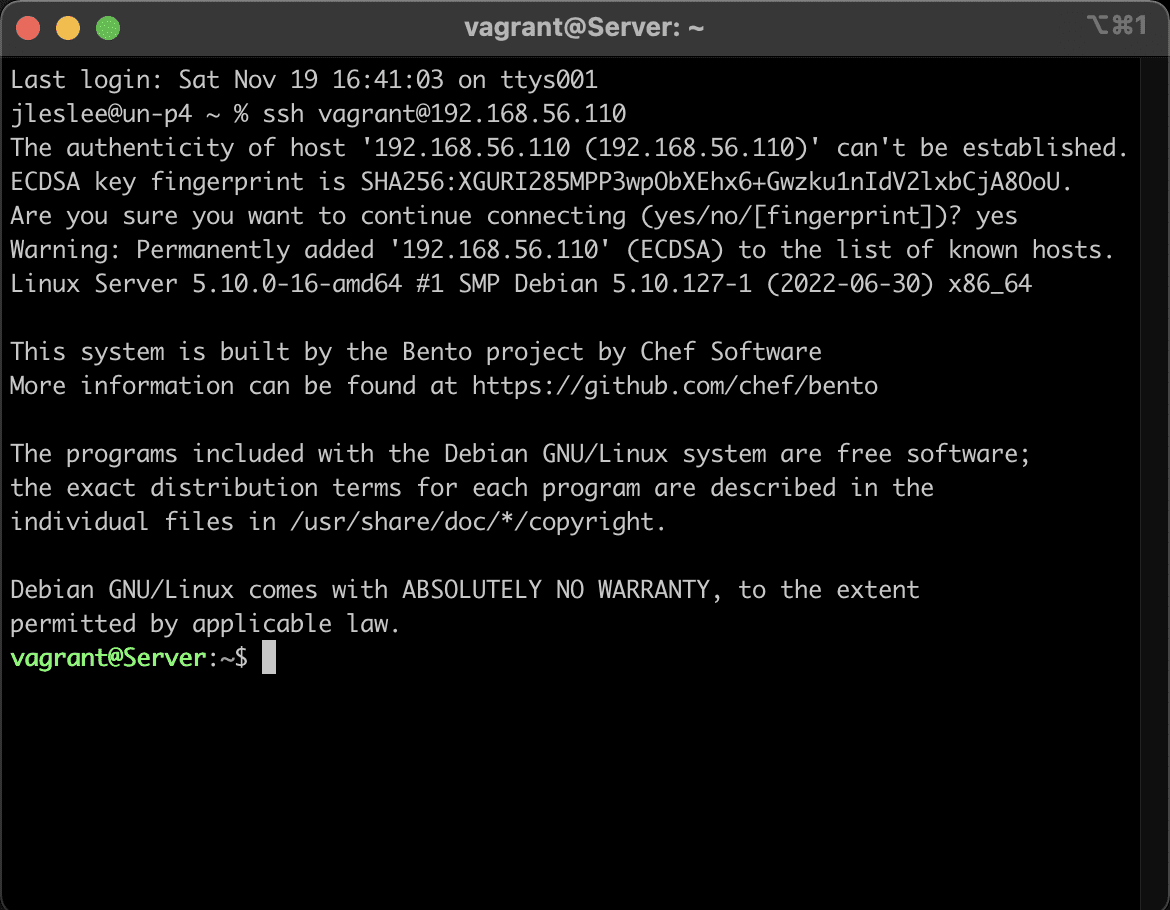 vagrant@Server: ~
⌥⌘1
Last login: Sat Nov 19 16:41:03 on ttys001
jleslee@un-p4 ~ % ssh vagrant@192.168.56.110
The authenticity of host '192.168.56.110 (192.168.56.110)' can't be established.
ECDSA key fingerprint is SHA256:XGURI285MPP3wpObXEhx6+Gwzku1nIdV2lxbCjA8OoU.
Are you sure you want to continue connecting (yes/no/[fingerprint])? yes
Warning: Permanently added '192.168.56.110' (ECDSA) to the list of known hosts.
Linux Server 5.10.0-16-amd64 #1 SMP Debian 5.10.127-1 (2022-06-30) x86_64
This system is built by the Bento project by Chef Software
More information can be found at https://github.com/chef/bento
The programs included with the Debian GNU/Linux system are free software;
the exact distribution terms for each program are described in the
individual files in /usr/share/doc/*/copyright.
Debian GNU/Linux comes with ABSOLUTELY NO WARRANTY, to the extent
permitted by applicable law.
vagrant@Server:~$